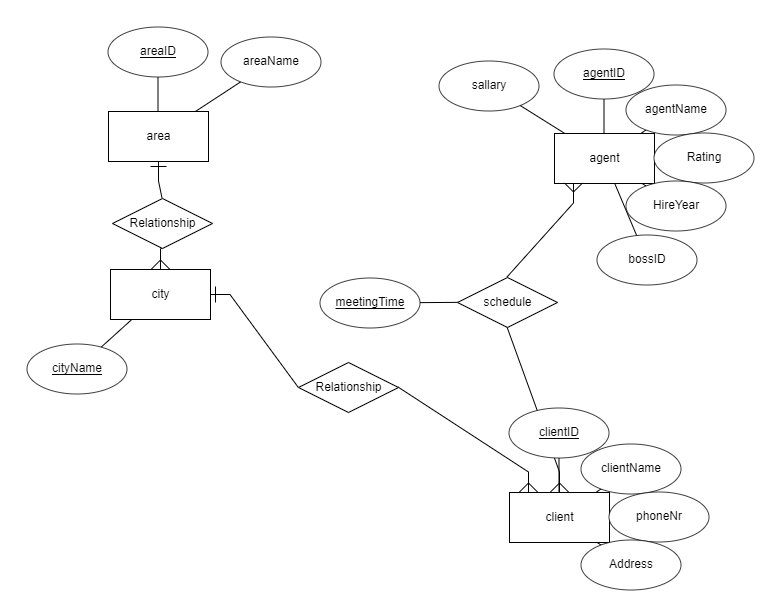 areaID
areaName
area
Relationship
city
cityName
sallary
agentID
agentName
agent
Rating
HireYear
bossID
meetingTime
schedule
Relationship
clientID
clientName
client
phoneNr
Address